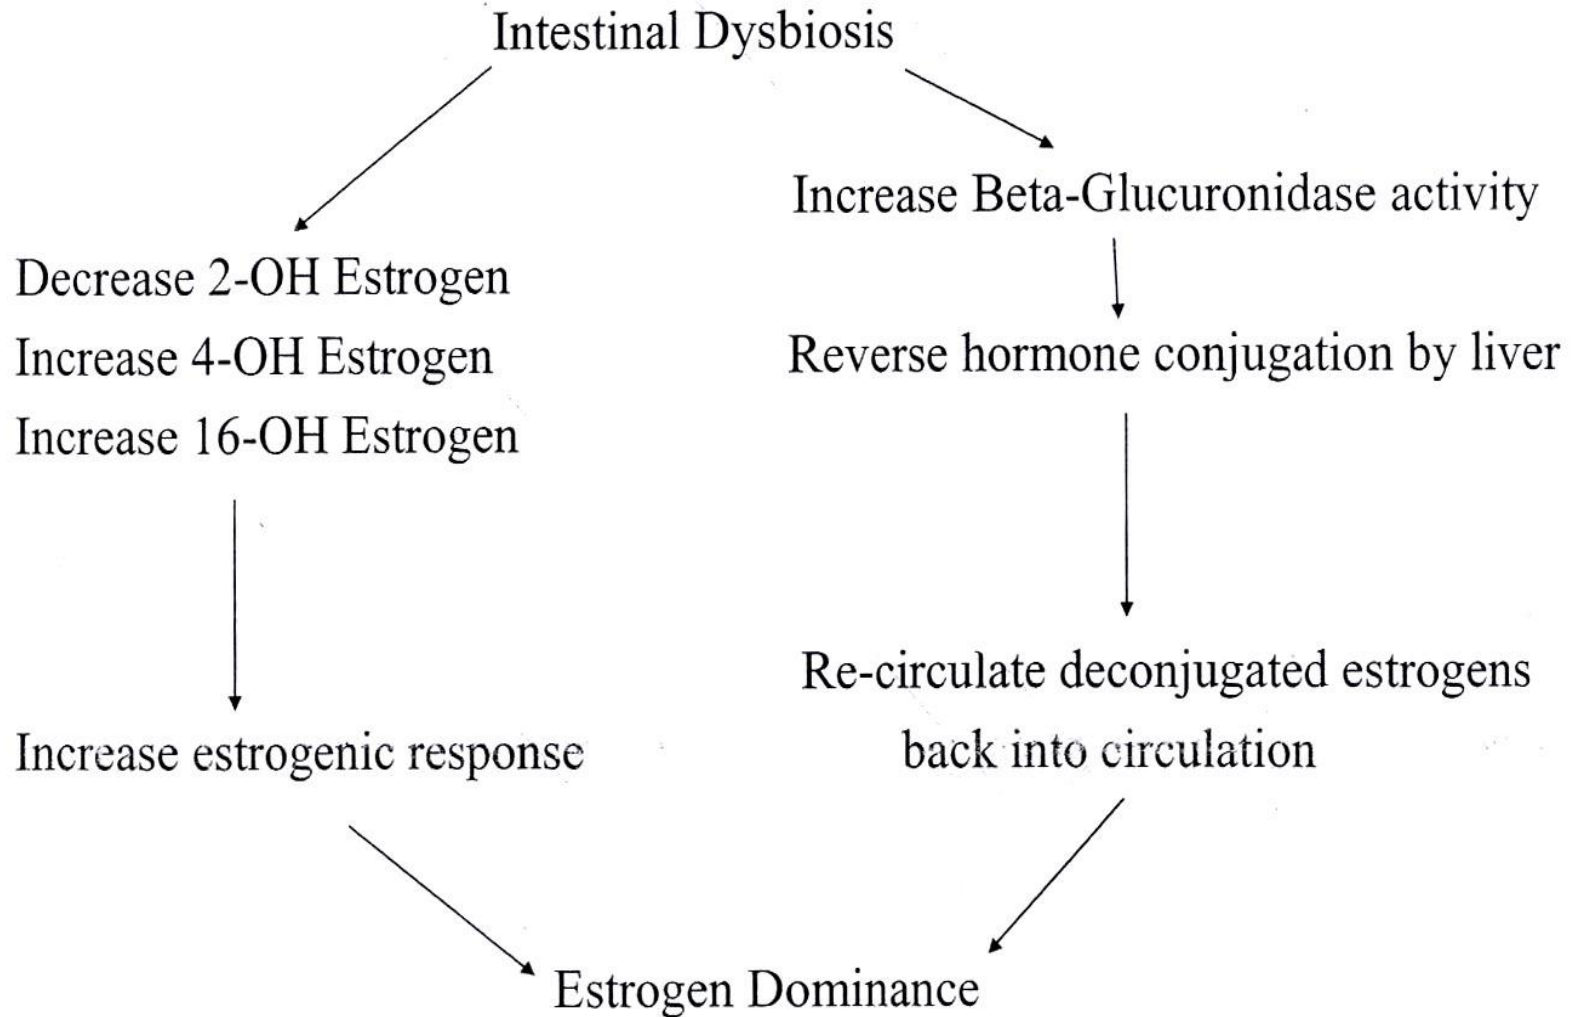 Intestinal Dysbiosis
Increase Beta-Glucuronidase activity
Decrease 2-OH Estrogen
Increase 4-OH Estrogen
Reverse hormone conjugation by liver
Increase 16-OH Estrogen
Re-circulate deconjugated estrogens
back into circulation
Increase estrogenic response
Estrogen Dominance